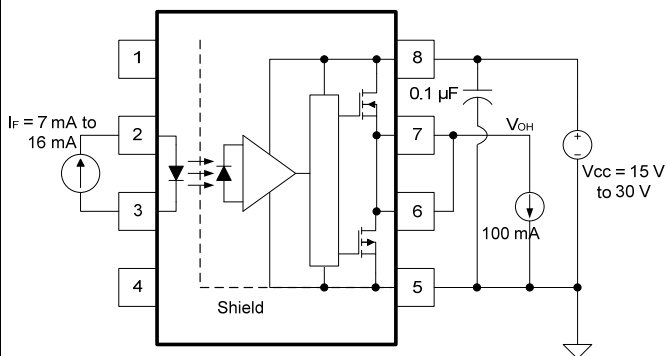 1
8
0.1 µF
IF = 7 mA to
16 mA
2
7
VOH
Vcc = 15 V
to 30 V
3
6
100 mA
4
5
Shield